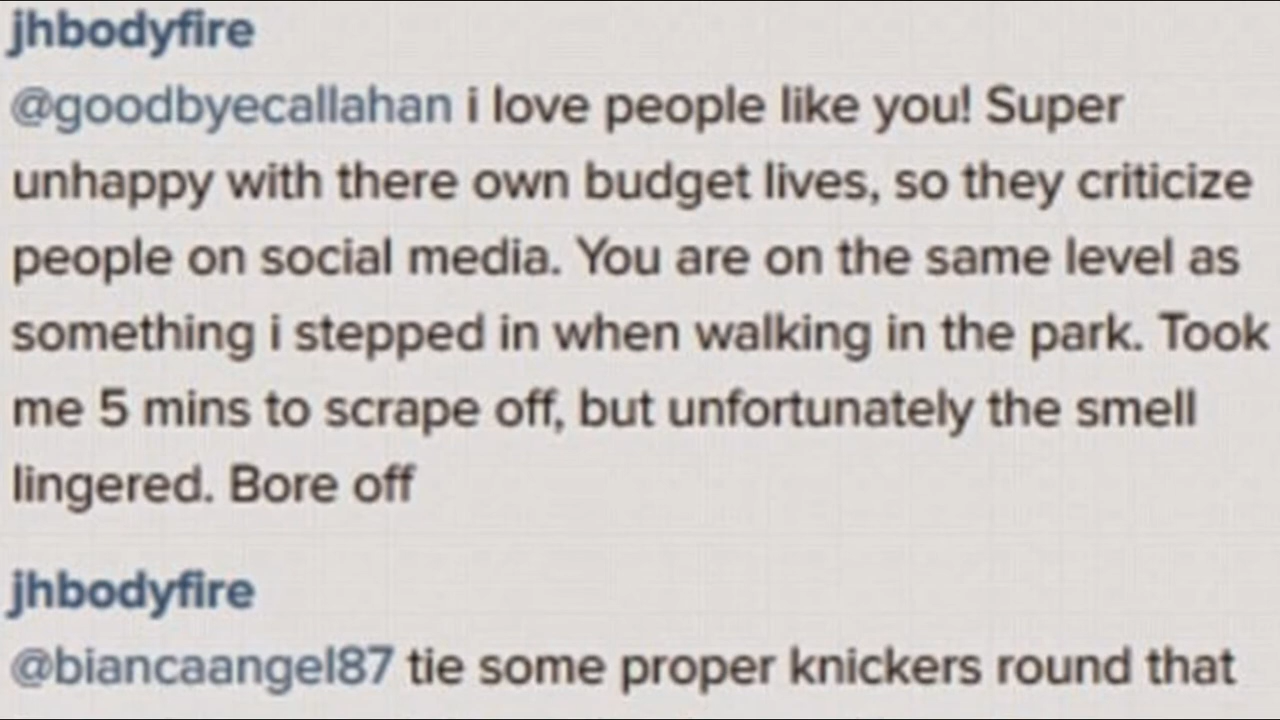 jhbodyfire
@goodbyecallahan i love people like you! Super
unhappy with there own budget lives, so they criticize
people on social media. You are on the same level as
something i stepped in when walking in the park. Took
me 5 mins to scrape off, but unfortunately the smell
lingered. Bore off
jhbodyfire
@biancaangel87 tie some proper knickers round that